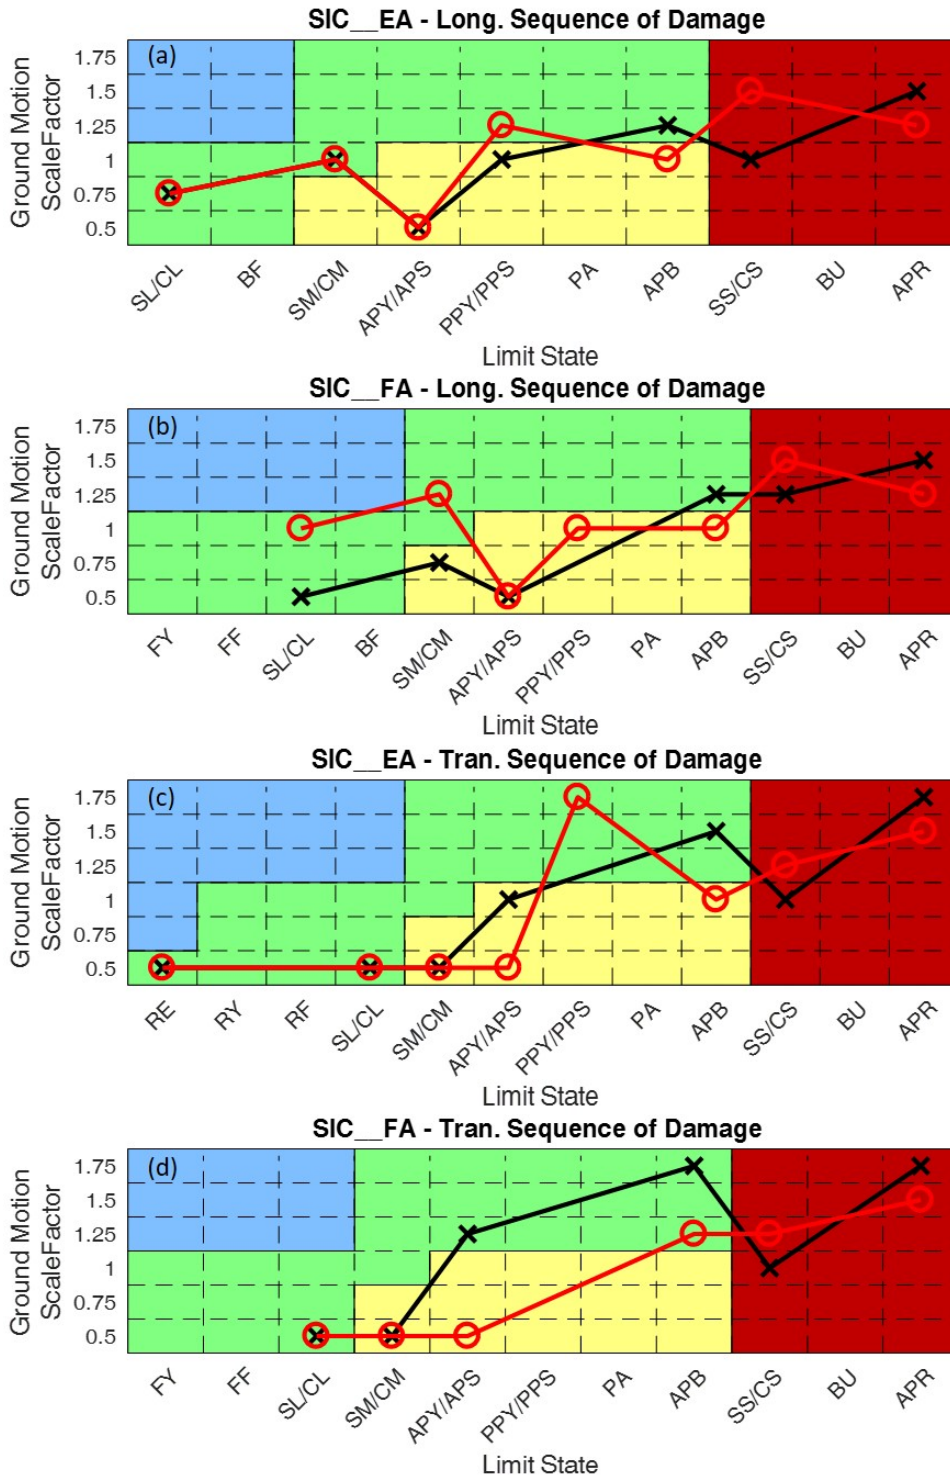 SIC__EA - Long. Sequence of Damage
(a)
1.75
1.5
1.25
1
0.75
0.5
Ground Motion
ScaleFactor
SL/CL BF SM/CM APY/APS PPY/PPS PA APB SS/CS BU APR
Limit State
SIC__FA - Long. Sequence of Damage
(b)
1.75
1.5
1.25
1
0.75
0.5
Ground Motion
ScaleFactor
FY FF SL/CL BF SM/CM APY/APS PPY/PPS PA APB SS/CS BU APR
Limit State
SIC__EA - Tran. Sequence of Damage
(c)
1.75
1.5
1.25
1
0.75
0.5
Ground Motion
ScaleFactor
RE RY RF SL/CL SM/CM APY/APS PPY/PPS PA APB SS/CS BU APR
Limit State
SIC__FA - Tran. Sequence of Damage
(d)
1.75
1.5
1.25
1
0.75
0.5
Ground Motion
ScaleFactor
FY FF SL/CL SM/CM APY/APS PPY/PPS PA APB SS/CS BU APR
Limit State